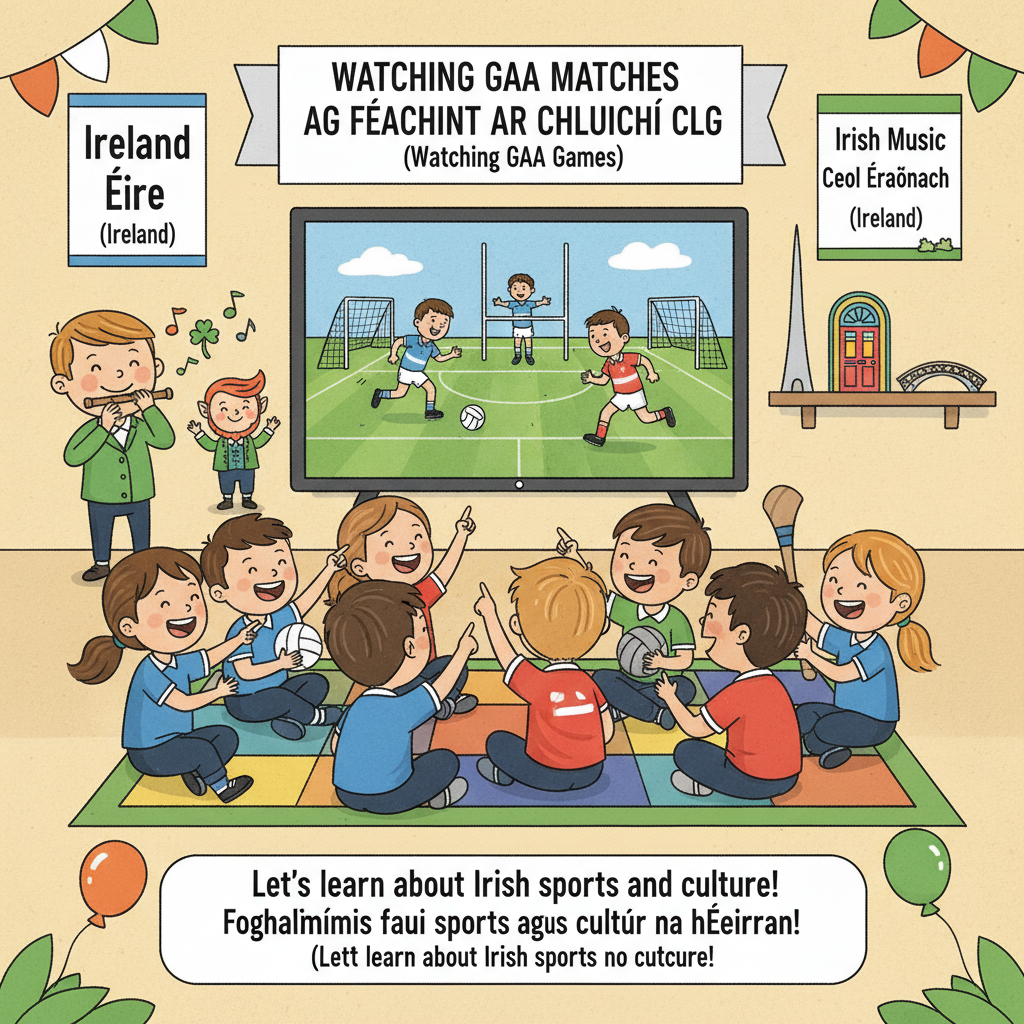 WATCHING GAA MATCHES
AG FÉACHINT AR CHLUICHÍ CLG
(Watching GAA Games)
Ireland
Éire
(Ireland)
Irish Music
Ceol Éraõnach
(Ireland)
Let's learn about Irish sports and culture!
Foghalmímis faui sports agus cultúr na hÉeirran!
(Lett learn about Irish sports no cutcure!